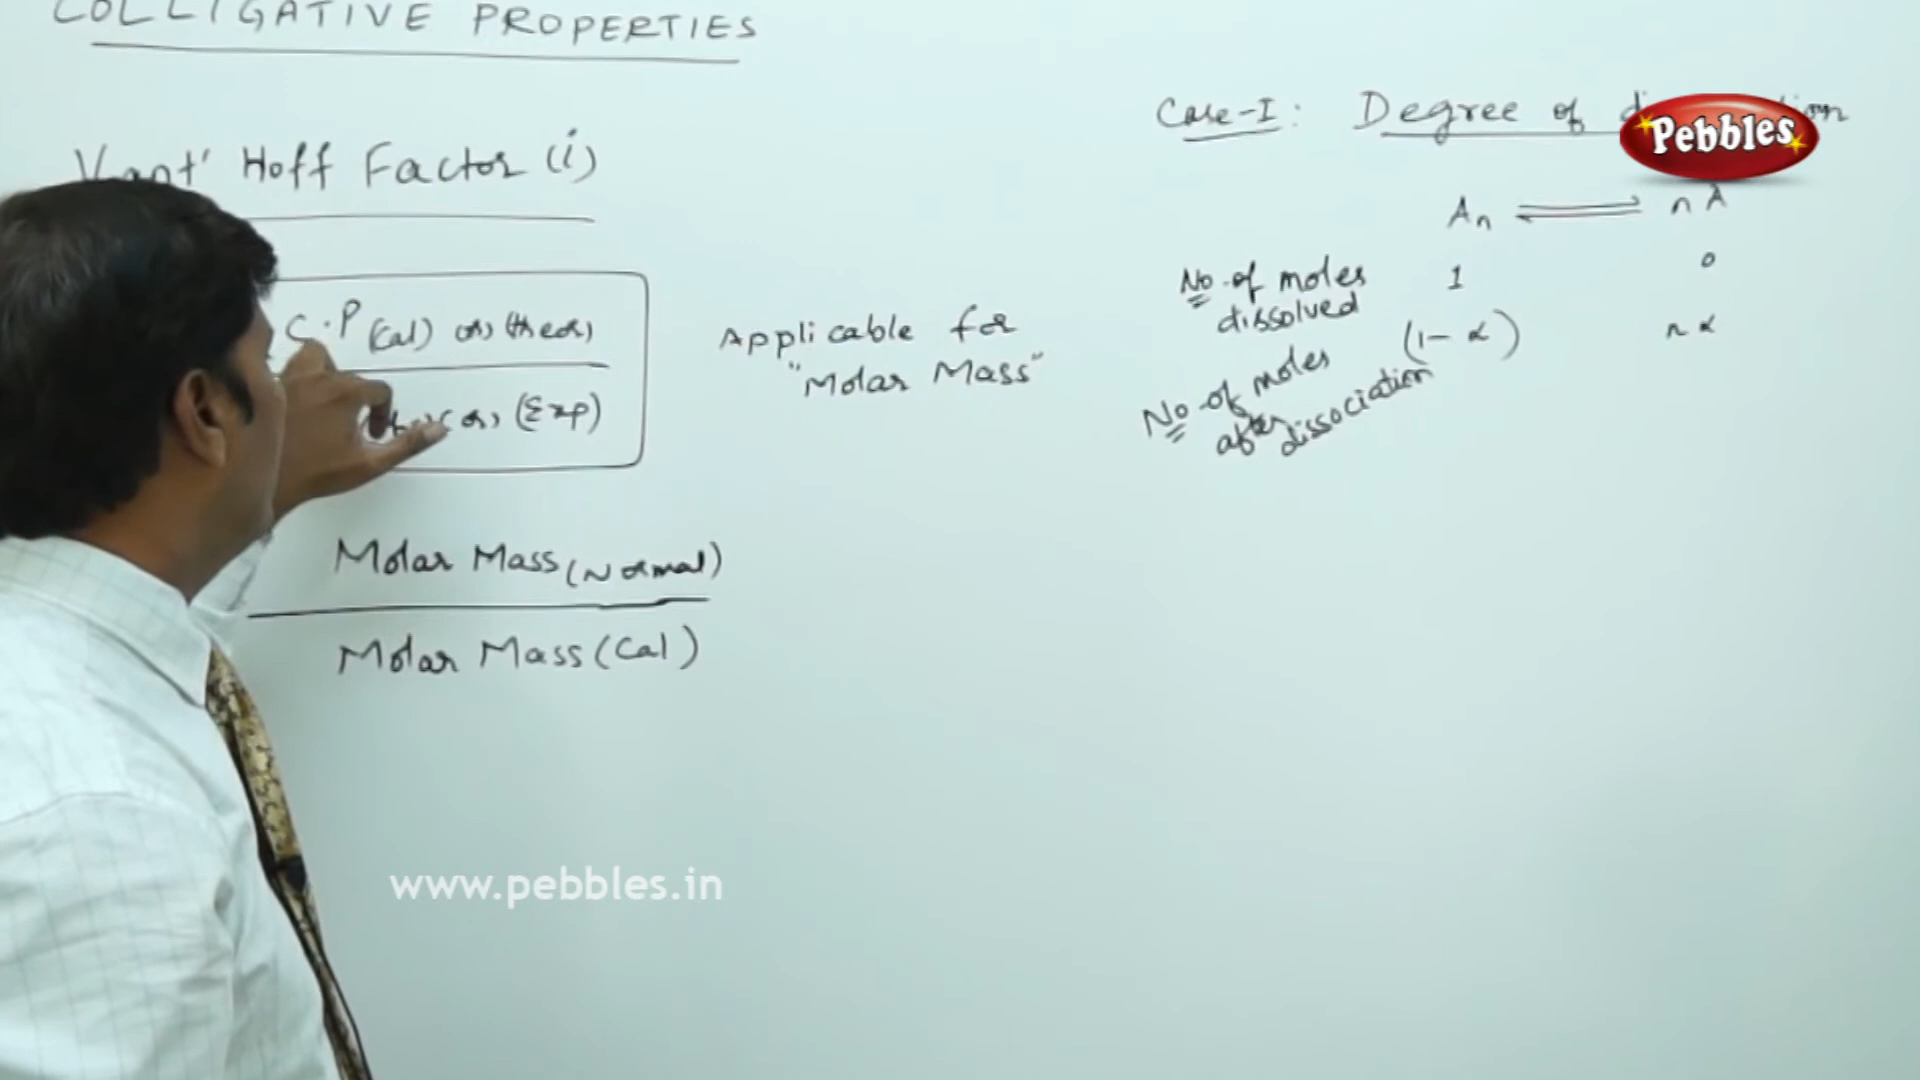 COLLIGATIVE PROPERTIES
Vant' Hoff Factor (i)
C.P (Cal) or (theor)
(or) (Exp)
Applicable for
"Molar Mass"
Molar Mass (Normal)
Molar Mass (Cal)
Case-I : Degree of
Pebbles
An ⇌ nA
No. of moles dissolved 1 0
No. of moles after dissociation (1- α) n α
www.pebbles.in